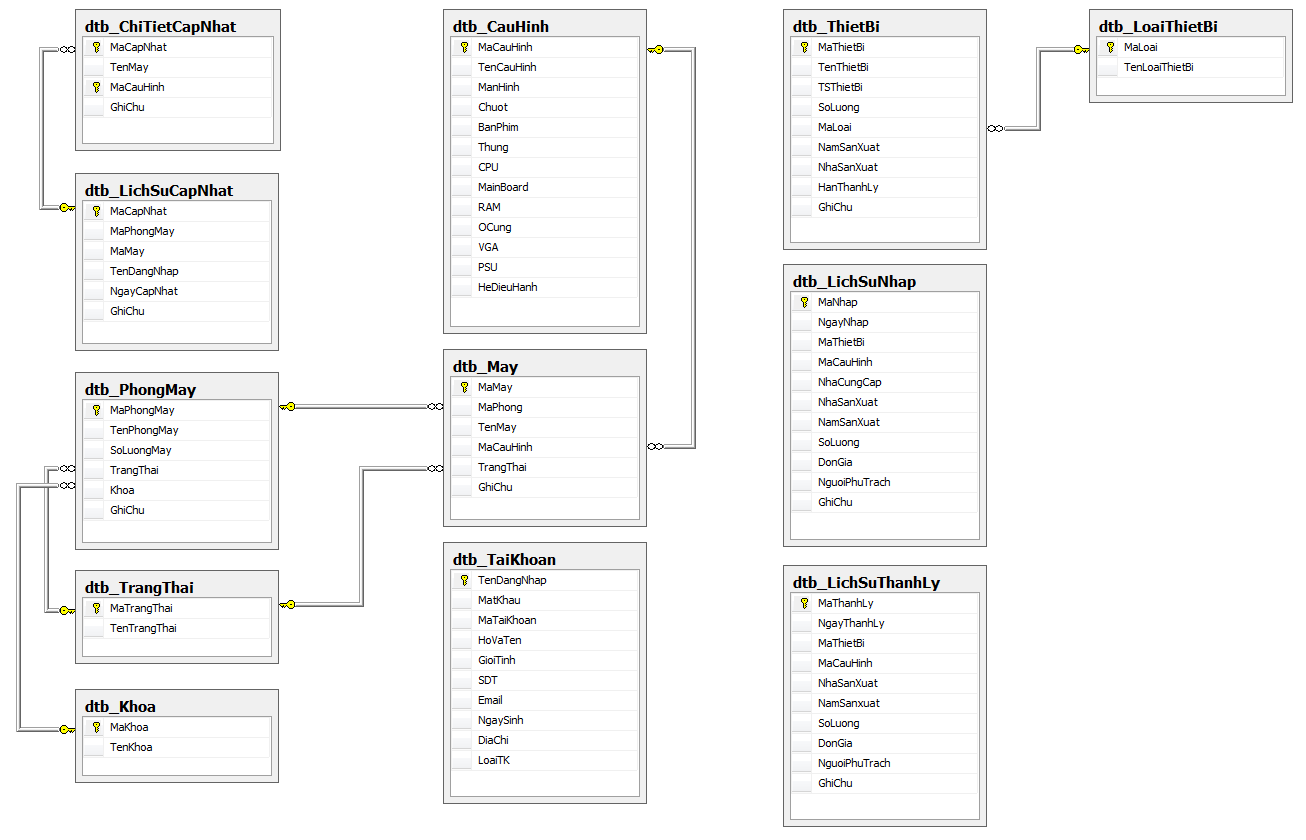 dtb_ChiTietCapNhat
MaCapNhat
TenMay
MaCauHinh
GhiChu
dtb_LichSuCapNhat
MaCapNhat
MaPhongMay
MaMay
TenDangNhap
NgayCapNhat
GhiChu
dtb_PhongMay
MaPhongMay
TenPhongMay
SoLuongMay
TrangThai
Khoa
GhiChu
dtb_TrangThai
MaTrangThai
TenTrangThai
dtb_Khoa
MaKhoa
TenKhoa
dtb_CauHinh
MaCauHinh
TenCauHinh
ManHinh
Chuot
BanPhim
Thung
CPU
MainBoard
RAM
OCung
VGA
PSU
HeDieuHanh
dtb_May
MaMay
MaPhong
TenMay
MaCauHinh
TrangThai
GhiChu
dtb_TaiKhoan
TenDangNhap
MatKhau
MaTaiKhoan
HoVaTen
GioiTinh
SDT
Email
NgaySinh
DiaChi
LoaiTK
dtb_ThietBi
MaThietBi
TenThietBi
TSThietBi
SoLuong
MaLoai
NamSanXuat
NhaSanXuat
HanThanhLy
GhiChu
dtb_LichSuNhap
MaNhap
NgayNhap
MaThietBi
MaCauHinh
NhaCungCap
NhaSanXuat
NamSanXuat
SoLuong
DonGia
NguoiPhuTrach
GhiChu
dtb_LichSuThanhLy
MaThanhLy
NgayThanhLy
MaThietBi
MaCauHinh
NhaSanXuat
NamSanxuat
SoLuong
DonGia
NguoiPhuTrach
GhiChu
dtb_LoaiThietBi
MaLoai
TenLoaiThietBi